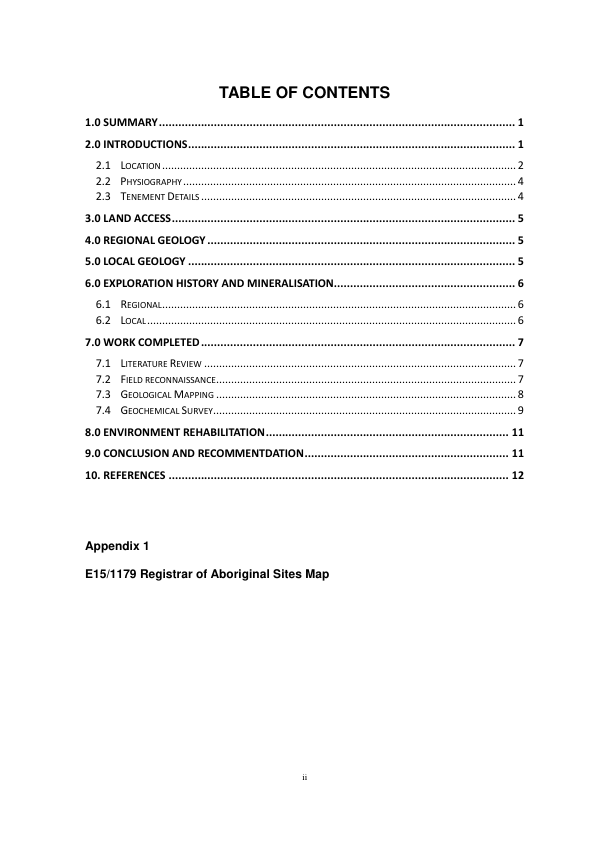 TABLE OF CONTENTS
1.0 SUMMARY.................................................................................................................. 1
2.0 INTRODUCTIONS......................................................................................................... 1
2.1 Location ........................................................................................................................ 2
2.2 Physiography................................................................................................................. 4
2.3 Tenement Details ........................................................................................................... 4
3.0 LAND ACCESS.............................................................................................................. 5
4.0 REGIONAL GEOLOGY .................................................................................................. 5
5.0 LOCAL GEOLOGY ........................................................................................................ 5
6.0 EXPLORATION HISTORY AND MINERALISATION......................................................... 6
6.1 Regional........................................................................................................................ 6
6.2 Local............................................................................................................................. 6
7.0 WORK COMPLETED..................................................................................................... 7
7.1 Literature Review .......................................................................................................... 7
7.2 Field reconnaissance...................................................................................................... 7
7.3 Geological Mapping ...................................................................................................... 8
7.4 Geochemical Survey....................................................................................................... 9
8.0 ENVIRONMENT REHABILITATION.............................................................................. 11
9.0 CONCLUSION AND RECOMMENTDATION.................................................................. 11
10. REFERENCES ............................................................................................................. 12
Appendix 1
E15/1179 Registrar of Aboriginal Sites Map
ii